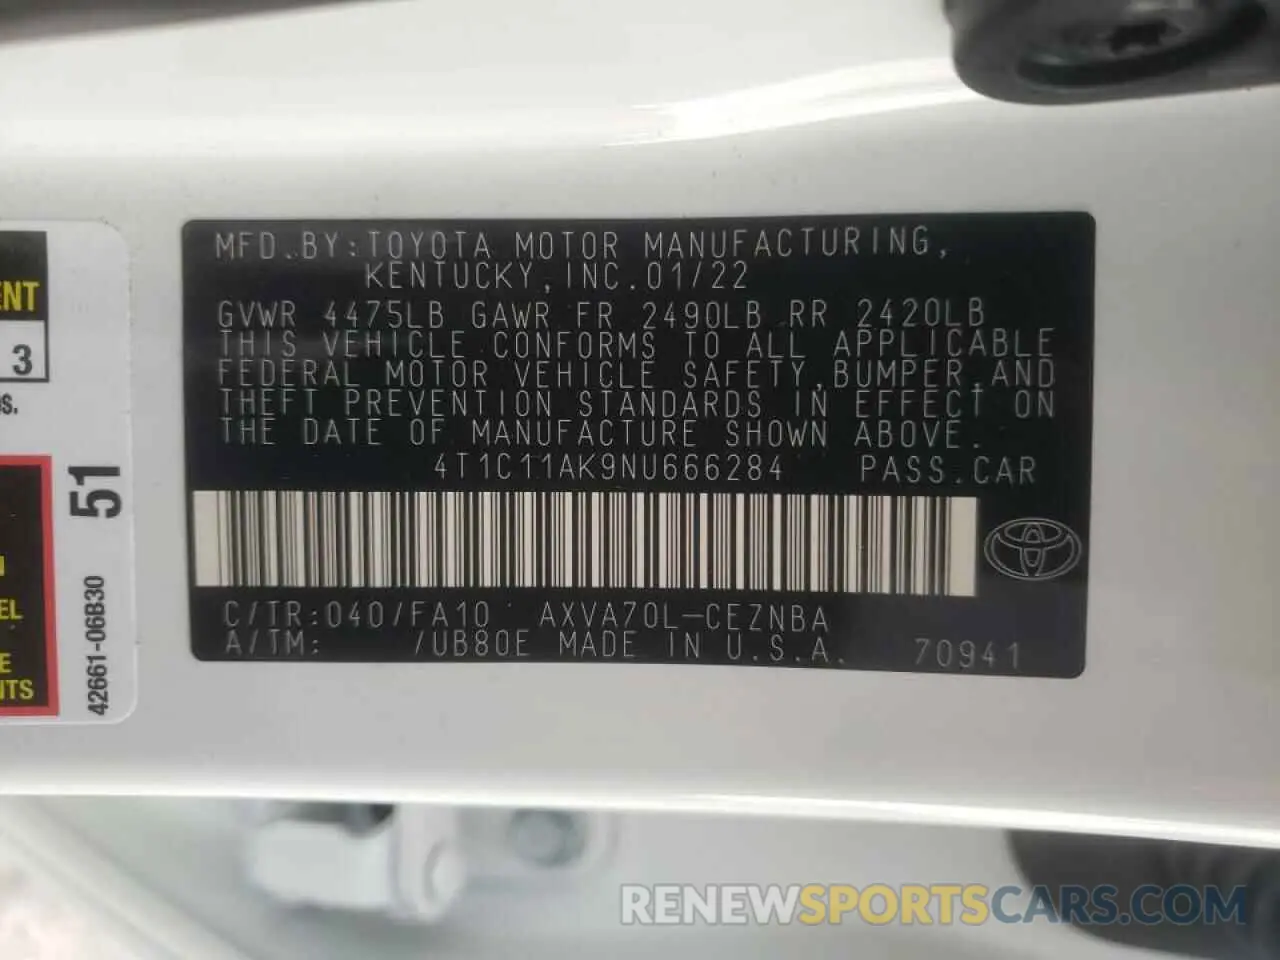 MFD.BY:TOYOTA MOTOR MANUFACTURING,
KENTUCKY,INC.01/22
GVWR 4475LB GAWR FR 2490LB RR 2420LB
THIS VEHICLE CONFORMS TO ALL APPLICABLE
FEDERAL MOTOR VEHICLE SAFETY,BUMPER,AND
THEFT PREVENTION STANDARDS IN EFFECT ON
THE DATE OF MANUFACTURE SHOWN ABOVE.
4T1C11AK9NU666284 PASS.CAR
C/TR:040/FA10 AXVA70L-CEZNBA
A/TM: /UB80E MADE IN U.S.A. 70941
3
51
42661-06B30
RENEWSPORTSCARS.COM